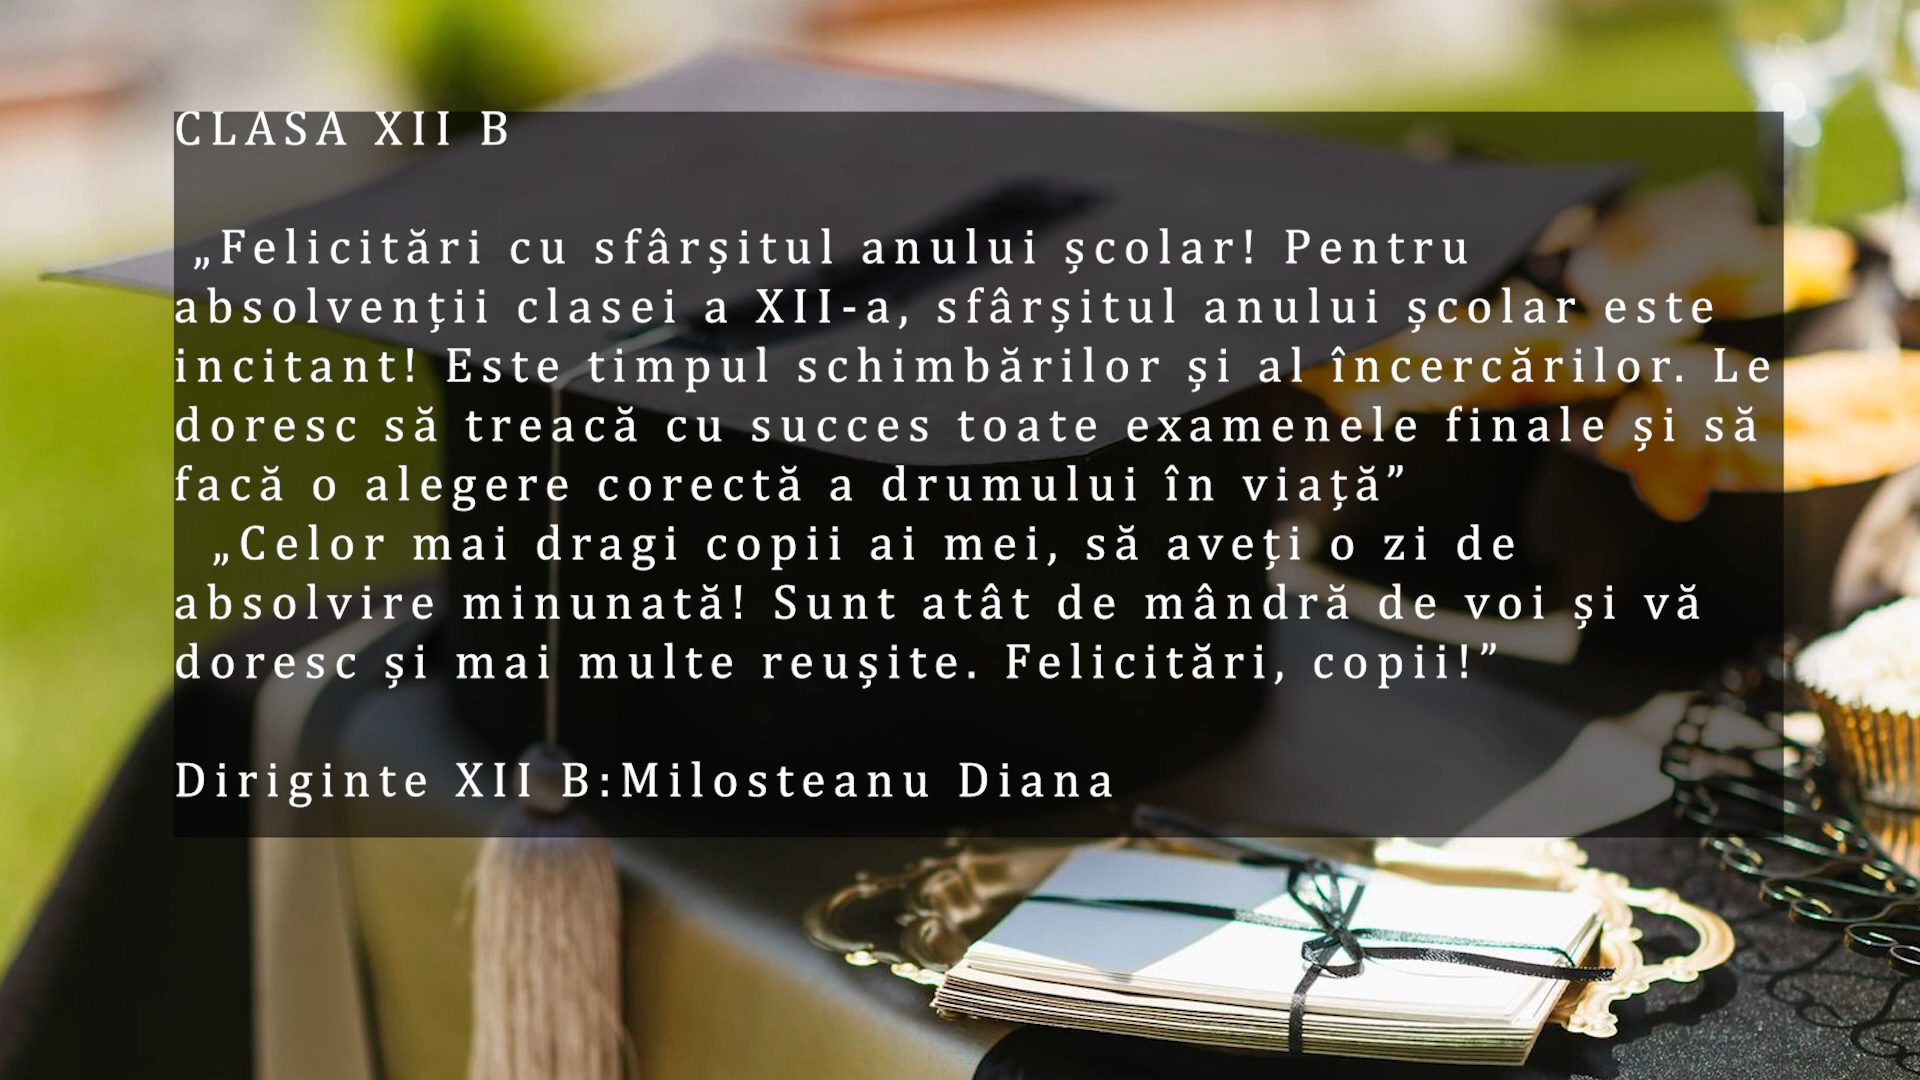 CLASA XII B
„Felicitări cu sfârșitul anului școlar! Pentru
absolvenții clasei a XII-a, sfârșitul anului școlar este
incitant! Este timpul schimbărilor și al încercărilor. Le
doresc să treacă cu succes toate examenele finale și să
facă o alegere corectă a drumului în viață”
„Celor mai dragi copii ai mei, să aveți o zi de
absolvire minunată! Sunt atât de mândră de voi și vă
doresc și mai multe reușite. Felicitări, copii!”
Diriginte XII B:Milosteanu Diana